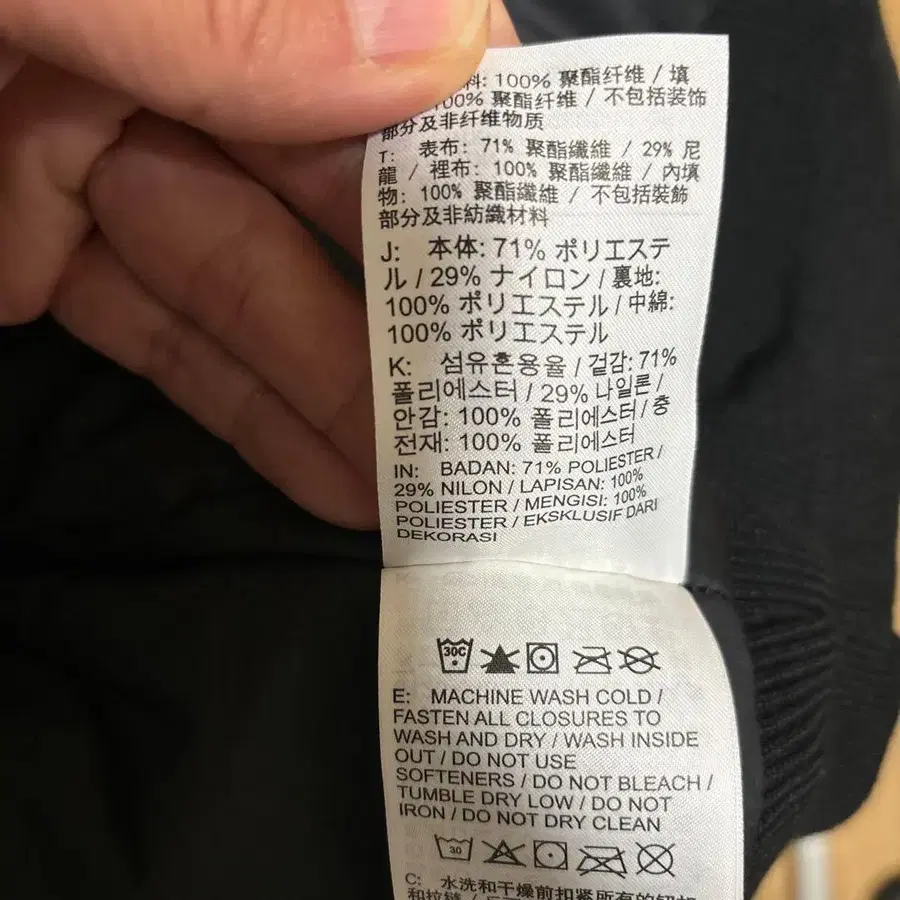 料: 100% 聚酯纤维 / 填
100% 聚酯纤维 / 不包括装饰
部分及非纤维物质
T: 表布: 71% 聚酯纖維 / 29% 尼
龍 / 裡布: 100% 聚酯纖維 / 內填
物: 100% 聚酯纖維 / 不包括裝飾
部分及非紡織材料
J: 本体: 71% ポリエステ
ル / 29% ナイロン / 裏地:
100% ポリエステル / 中綿:
100% ポリエステル
K: 섬유혼용율 / 겉감: 71%
폴리에스터 / 29% 나일론 /
안감: 100% 폴리에스터 / 충
전재: 100% 폴리에스터
IN: BADAN: 71% POLIESTER /
29% NILON / LAPISAN: 100%
POLIESTER / MENGISI: 100%
POLIESTER / EKSKLUSIF DARI
DEKORASI
30C
E: MACHINE WASH COLD /
FASTEN ALL CLOSURES TO
WASH AND DRY / WASH INSIDE
OUT / DO NOT USE
SOFTENERS / DO NOT BLEACH /
TUMBLE DRY LOW / DO NOT
IRON / DO NOT DRY CLEAN
30
C: 水洗和干燥前扣紧所有的钮扣
和拉链 /